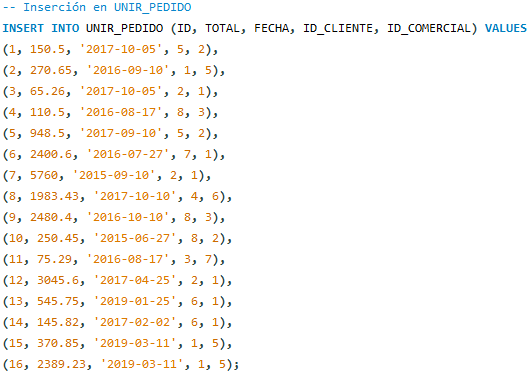 -- Inserción en UNIR_PEDIDO
INSERT INTO UNIR_PEDIDO (ID, TOTAL, FECHA, ID_CLIENTE, ID_COMERCIAL) VALUES
(1, 150.5, '2017-10-05', 5, 2),
(2, 270.65, '2016-09-10', 1, 5),
(3, 65.26, '2017-10-05', 2, 1),
(4, 110.5, '2016-08-17', 8, 3),
(5, 948.5, '2017-09-10', 5, 2),
(6, 2400.6, '2016-07-27', 7, 1),
(7, 5760, '2015-09-10', 2, 1),
(8, 1983.43, '2017-10-10', 4, 6),
(9, 2480.4, '2016-10-10', 8, 3),
(10, 250.45, '2015-06-27', 8, 2),
(11, 75.29, '2016-08-17', 3, 7),
(12, 3045.6, '2017-04-25', 2, 1),
(13, 545.75, '2019-01-25', 6, 1),
(14, 145.82, '2017-02-02', 6, 1),
(15, 370.85, '2019-03-11', 1, 5),
(16, 2389.23, '2019-03-11', 1, 5);